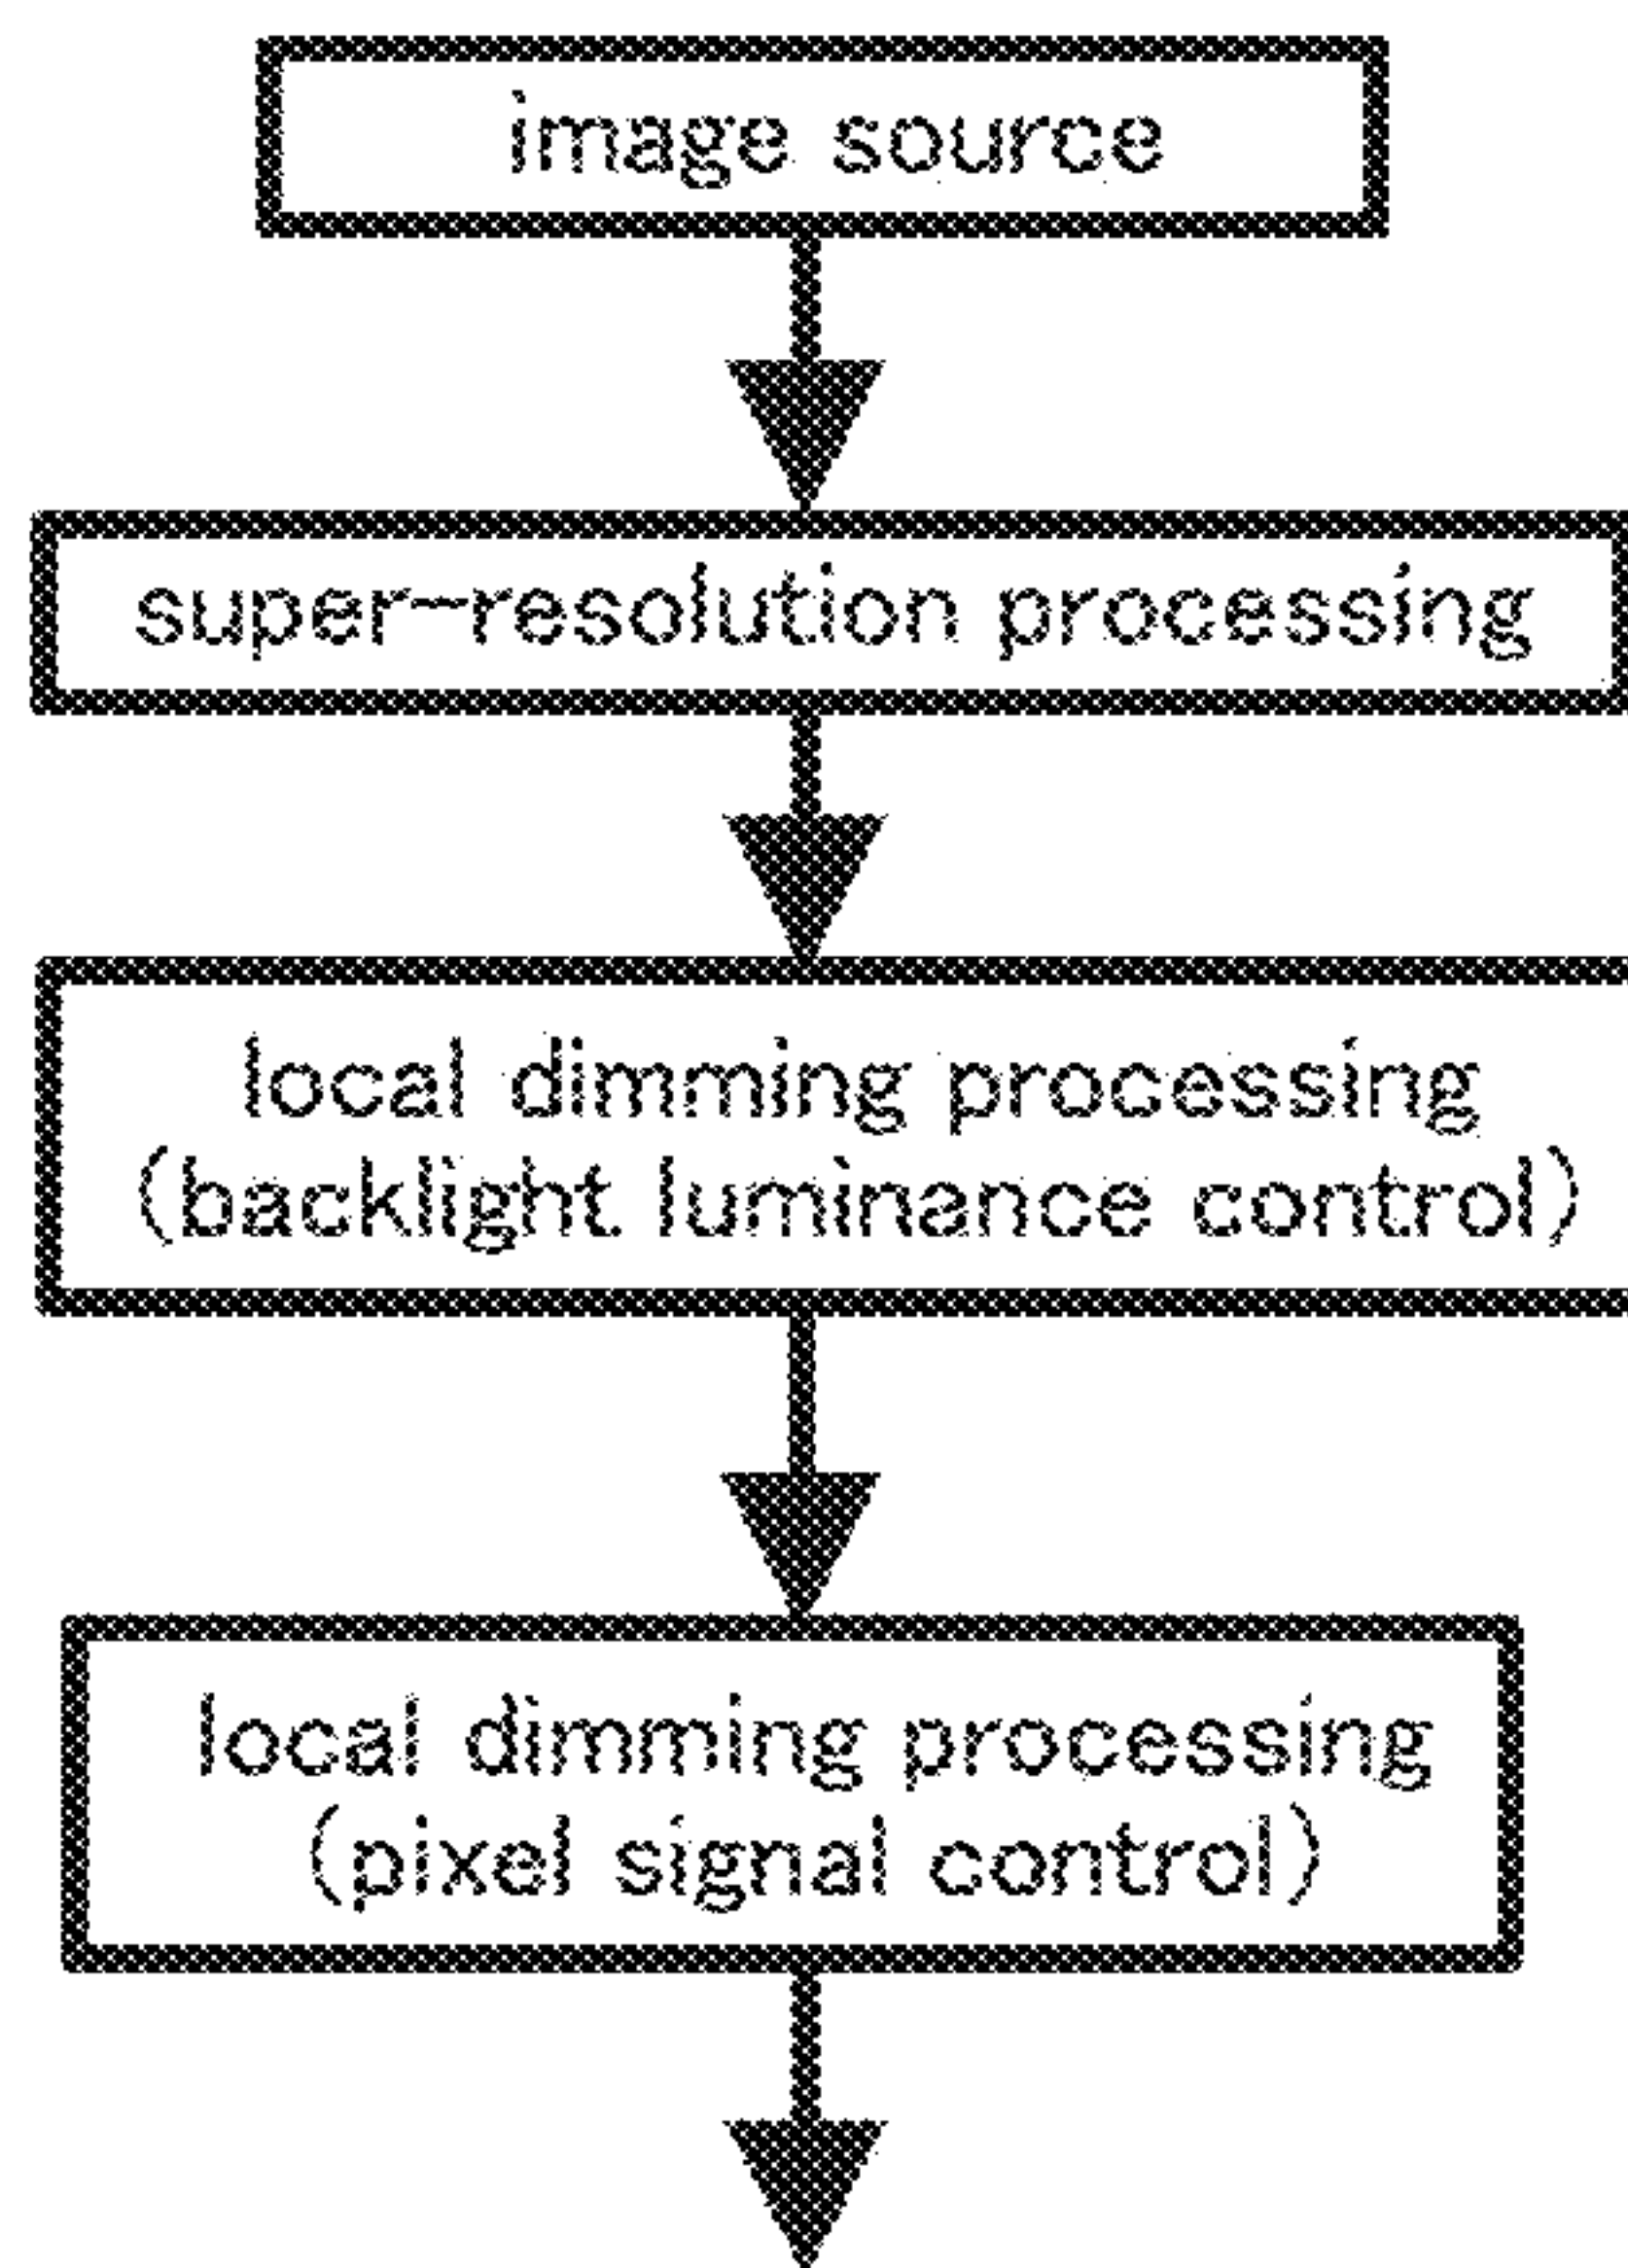 image source
super-resolution processing
local dimming processing
(backlight luminance control)
local dimming processing
(pixel signal control)